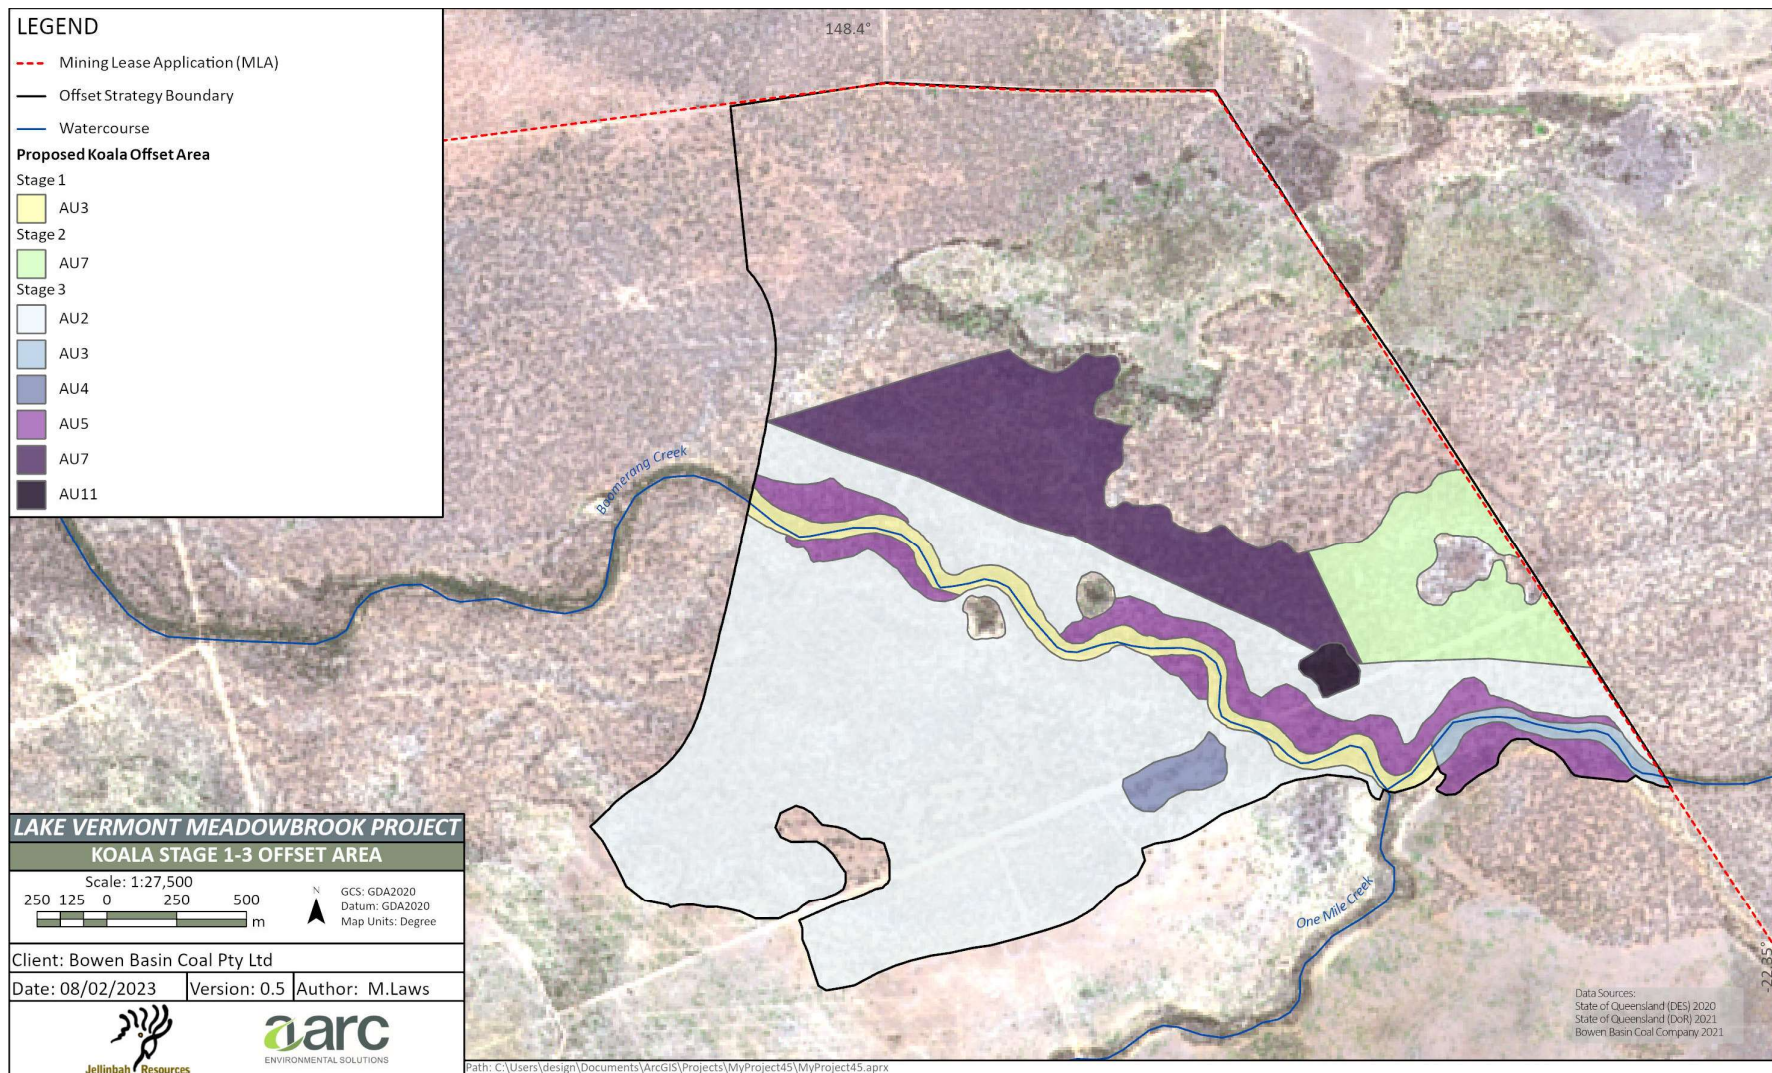 LEGEND
Mining Lease Application (MLA)
Offset Strategy Boundary
Watercourse
Proposed Koala Offset Area
Stage 1
AU3
Stage 2
AU7
Stage 3
AU2
AU3
AU4
AU5
AU7
AU11
148.4°
Boomerang Creek
One Mile Creek
-22.35°
LAKE VERMONT MEADOWBROOK PROJECT
KOALA STAGE 1-3 OFFSET AREA
Scale: 1:27,500
250 125 0 250 500
m
N
GCS: GDA2020
Datum: GDA2020
Map Units: Degree
Client: Bowen Basin Coal Pty Ltd
Date: 08/02/2023 Version: 0.5 Author: M.Laws
Jellinbah Resources
aarc
ENVIRONMENTAL SOLUTIONS
Data Sources:
State of Queensland (DES) 2020
State of Queensland (DoR) 2021
Bowen Basin Coal Company 2021
Path: C:\Users\design\Documents\ArcGIS\Projects\MyProject45\MyProject45.aprx